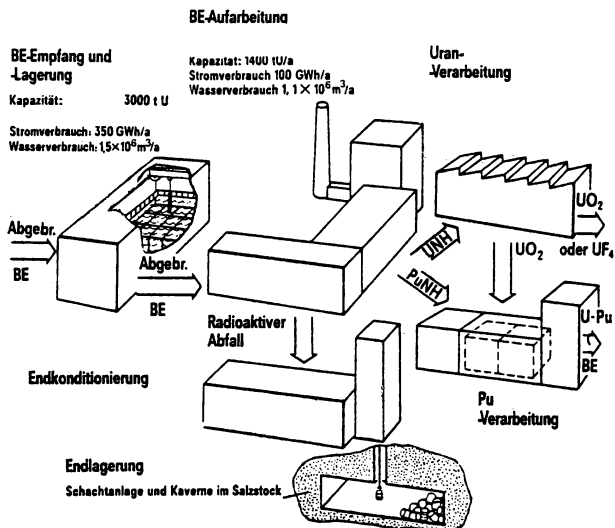 BE-Aufarbeitung
Kapazität: 1400 tU/a
Stromverbrauch 100 GWh/a
Wasserverbrauch 1, 1×10⁶m³/a
BE-Empfang und
-Lagerung
Kapazität: 3000 t U
Stromverbrauch: 350 GWh/a
Wasserverbrauch: 1,5×10⁶m³/a
Uran-
-Verarbeitung
Abgebr.
BE
Abgebr.
BE
UNH
PuNH
UO₂
oder UF₄
UO₂
U-Pu
BE
Pu
-Verarbeitung
Radioaktiver
Abfall
Endkonditionierung
Endlagerung
Schachtanlage und Kaverne im Salzstock